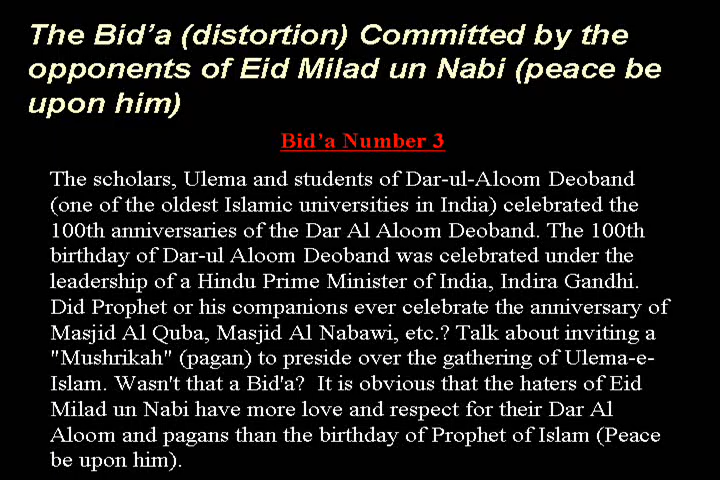 The Bid’a (distortion) Committed by the
opponents of Eid Milad un Nabi (peace be
upon him)
Bid’a Number 3
The scholars, Ulema and students of Dar-ul-Aloom Deoband
(one of the oldest Islamic universities in India) celebrated the
100th anniversaries of the Dar Al Aloom Deoband. The 100th
birthday of Dar-ul Aloom Deoband was celebrated under the
leadership of a Hindu Prime Minister of India, Indira Gandhi.
Did Prophet or his companions ever celebrate the anniversary of
Masjid Al Quba, Masjid Al Nabawi, etc.? Talk about inviting a
"Mushrikah" (pagan) to preside over the gathering of Ulema-e-
Islam. Wasn't that a Bid'a?  It is obvious that the haters of Eid
Milad un Nabi have more love and respect for their Dar Al
Aloom and pagans than the birthday of Prophet of Islam (Peace
be upon him).